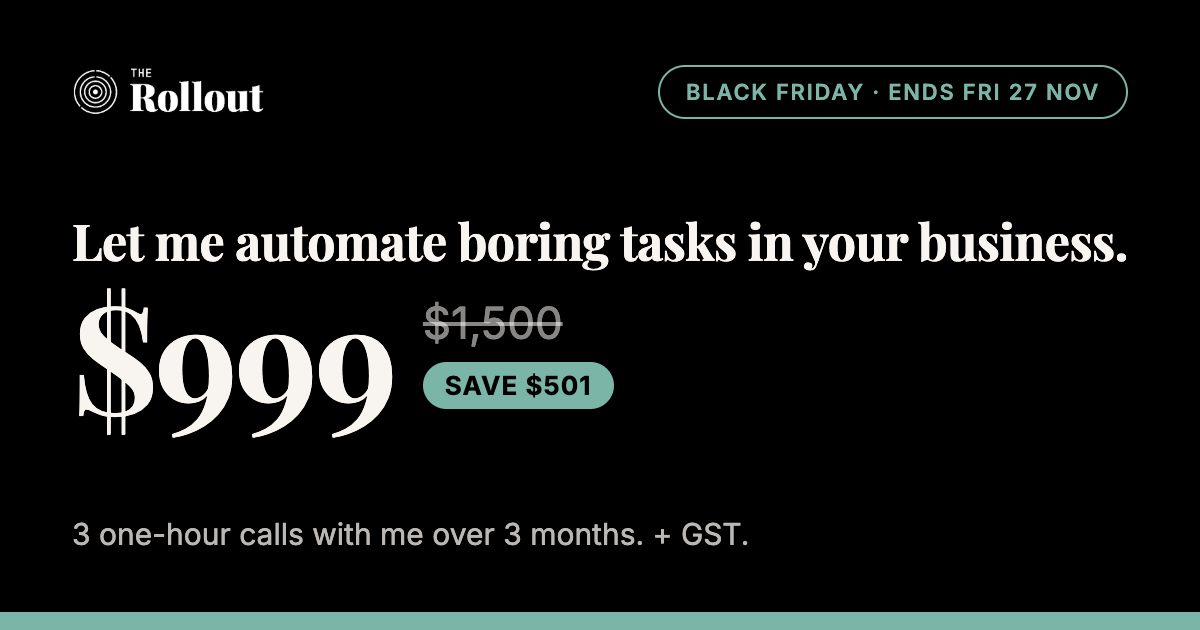 THE
Rollout
BLACK FRIDAY · ENDS FRI 27 NOV
Let me automate boring tasks in your business.
$999
$1,500
SAVE $501
3 one-hour calls with me over 3 months. + GST.